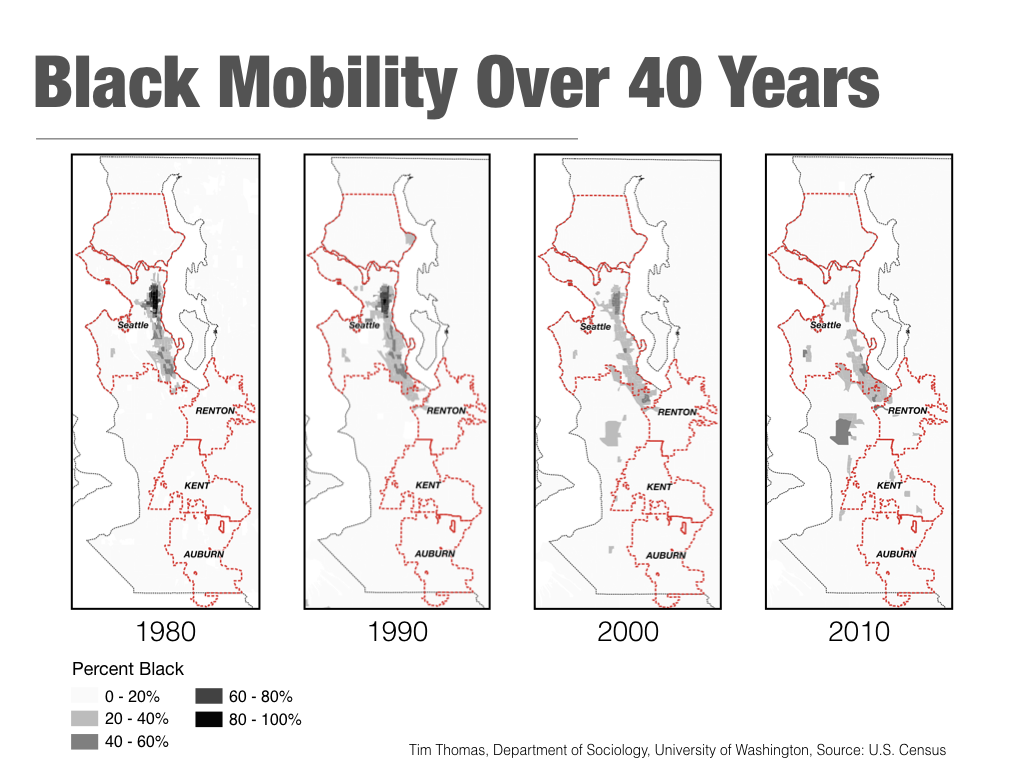 Black Mobility Over 40 Years
Seattle
RENTON
KENT
AUBURN
Seattle
RENTON
KENT
AUBURN
Seattle
RENTON
KENT
AUBURN
Seattle
RENTON
KENT
AUBURN
1980
1990
2000
2010
Percent Black
0 - 20%
20 - 40%
40 - 60%
60 - 80%
80 - 100%
Tim Thomas, Department of Sociology, University of Washington, Source: U.S. Census